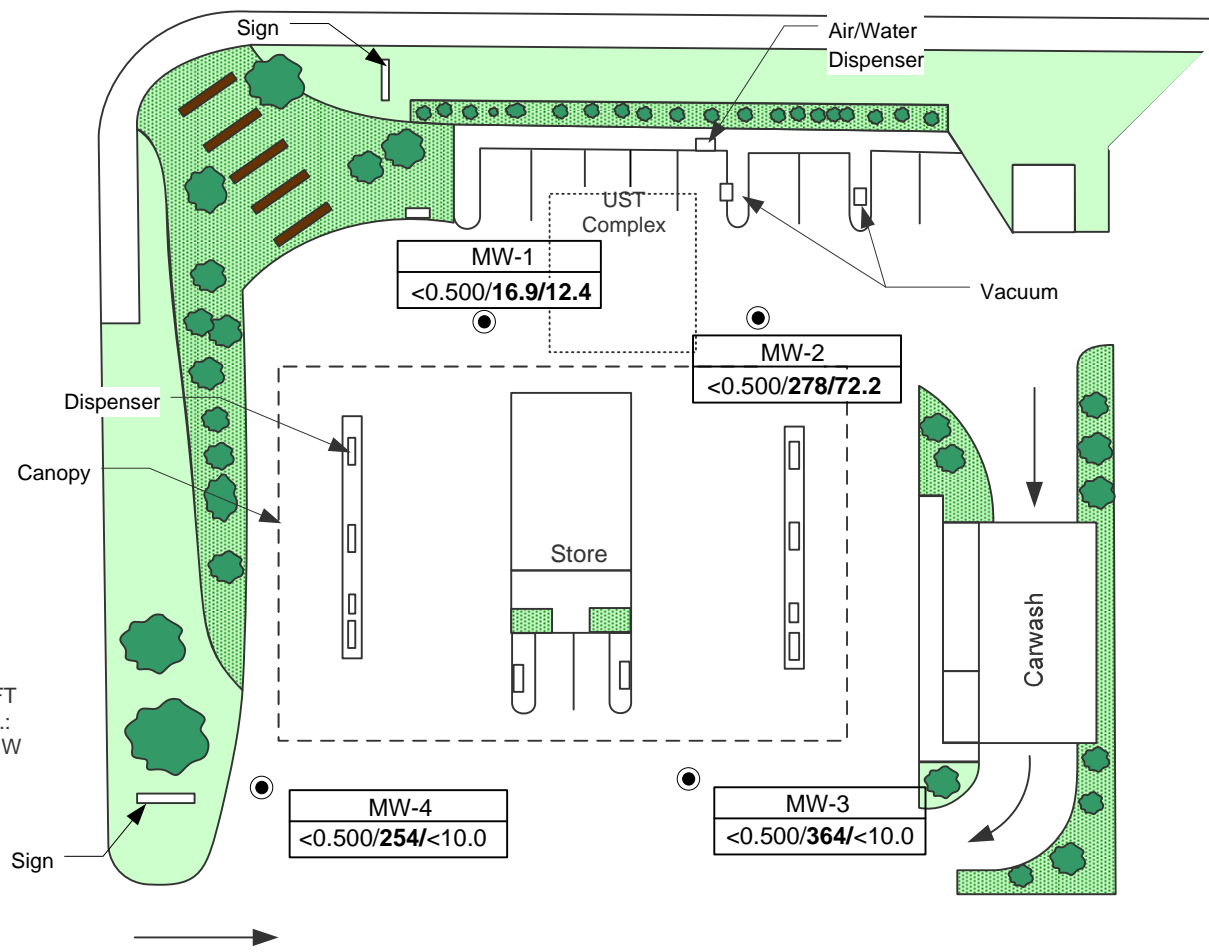 Sign
Air/Water
Dispenser
UST
Complex
MW-1
<0.500/16.9/12.4
Vacuum
MW-2
<0.500/278/72.2
Dispenser
Canopy
Store
Carwash
FT
.:
W
MW-4
<0.500/254/<10.0
MW-3
<0.500/364/<10.0
Sign